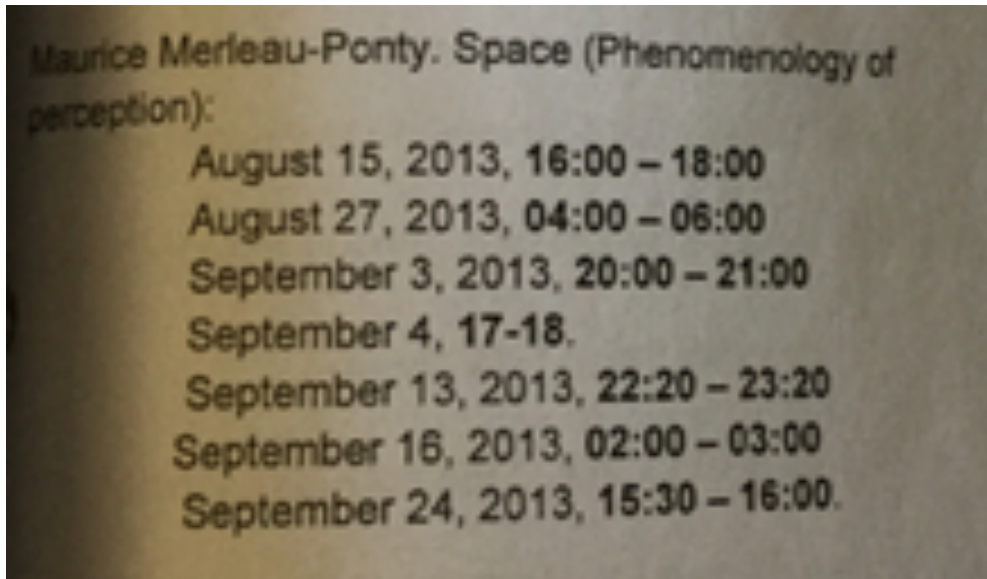 Maurice Merleau-Ponty. Space (Phenomenology of
perception):
August 15, 2013, 16:00 – 18:00
August 27, 2013, 04:00 – 06:00
September 3, 2013, 20:00 – 21:00
September 4, 17-18.
September 13, 2013, 22:20 – 23:20
September 16, 2013, 02:00 – 03:00
September 24, 2013, 15:30 – 16:00.